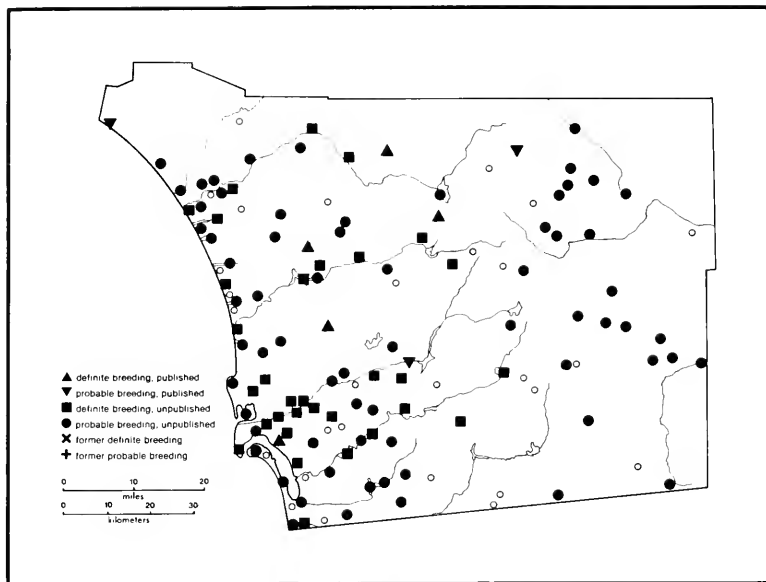 ▲ definite breeding, published
▼ probable breeding, published
■ definite breeding, unpublished
● probable breeding, unpublished
✕ former definite breeding
+ former probable breeding
0 10 20
miles
0 10 20 30
kilometers